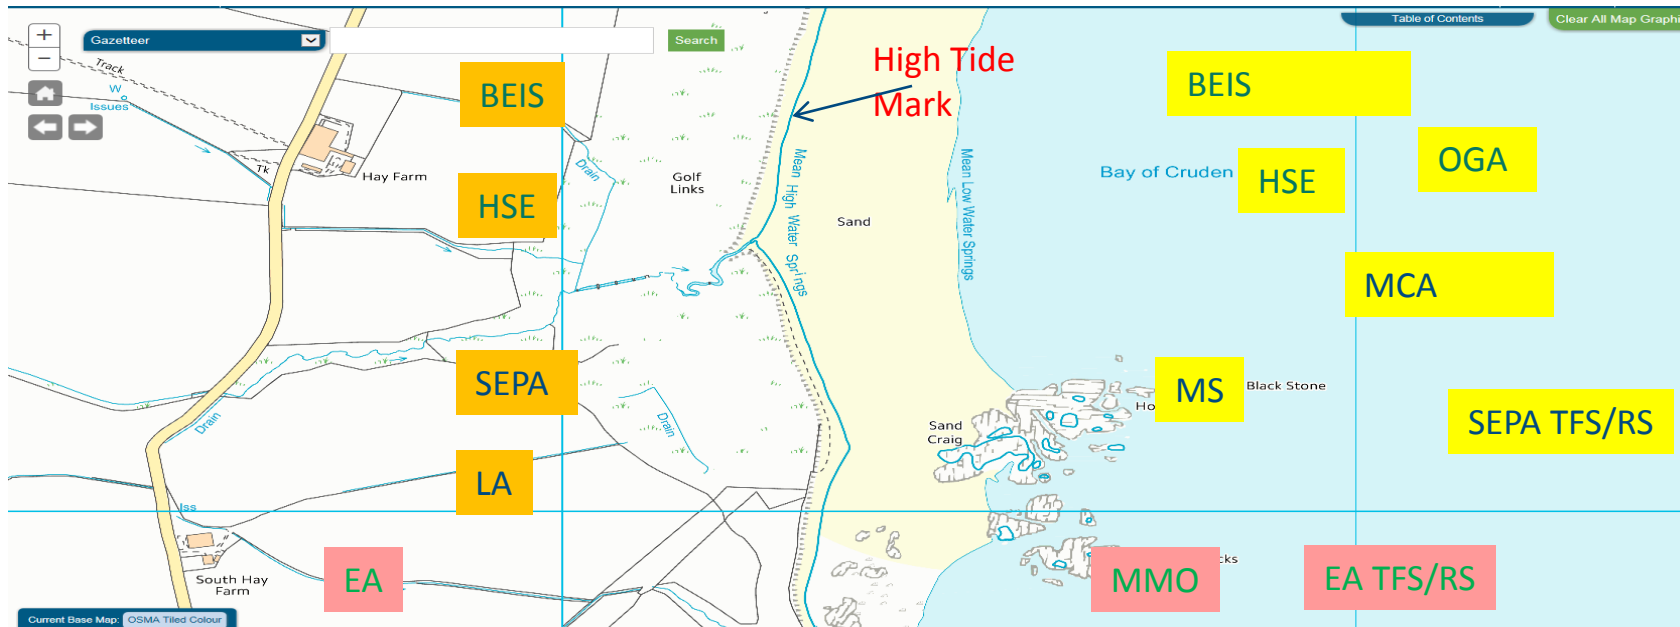 Table of Contents
Clear All Map Graphi
+
Gazetteer
Search
−
High Tide
Mark
Track
W
Issues
BEIS
BEIS
Tk
Hay Farm
Drain
Golf
Links
Mean High Water Springs
Mean Low Water Springs
Bay of Cruden
OGA
HSE
HSE
Sand
MCA
SEPA
MS
Black Stone
Ho
Drain
Drain
Sand
Craig
SEPA TFS/RS
LA
Iss
South Hay
Farm
EA
MMO
cks
EA TFS/RS
Current Base Map: OSMA Tiled Colour